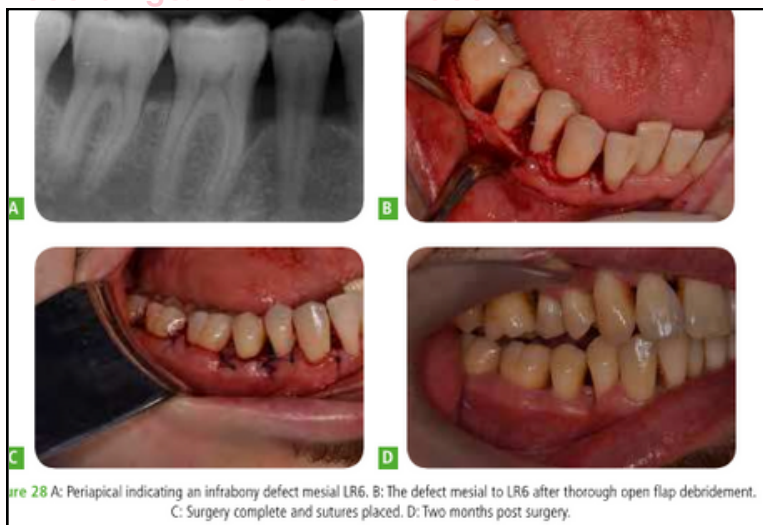 A
B
C
D
re 28 A: Periapical indicating an infrabony defect mesial LR6. B: The defect mesial to LR6 after thorough open flap debridement.
C: Surgery complete and sutures placed. D: Two months post surgery.